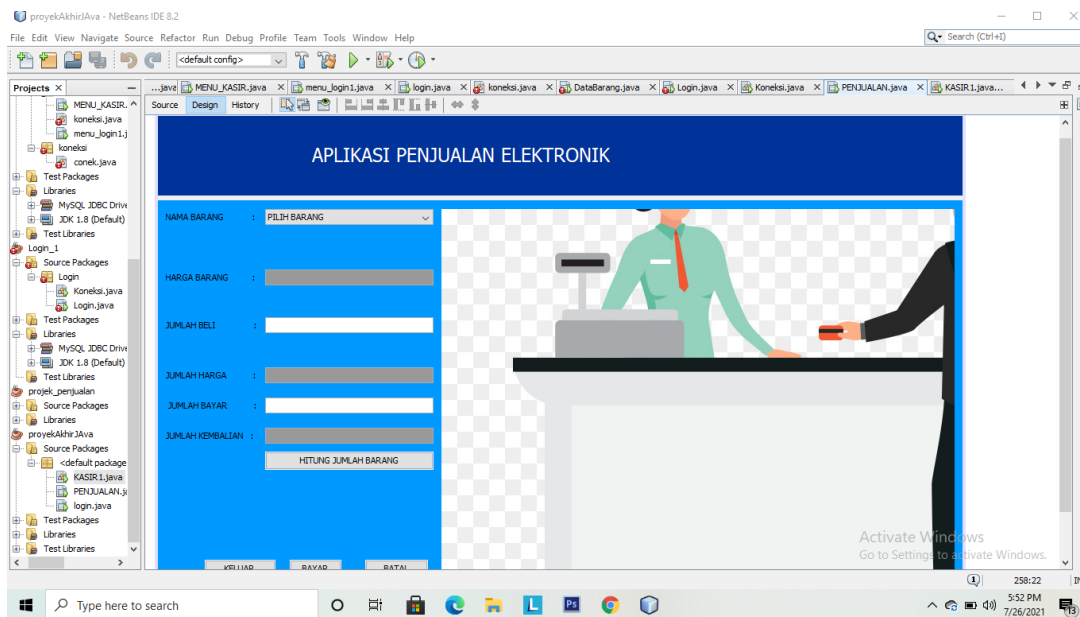 proyekAkhirJAva - NetBeans IDE 8.2
File Edit View Navigate Source Refactor Run Debug Profile Team Tools Window Help
Search (Ctrl+I)
<default config>
Projects
...java MENU_KASIR.java menu_login1.java login.java koneksi.java DataBarang.java Login.java Koneksi.java PENJUALAN.java KASIR1.java...
Source Design History
MENU_KASIR.
koneksi.java
menu_login1.j
koneksi
conek.java
Test Packages
Libraries
MySQL JDBC Drive
JDK 1.8 (Default)
Test Libraries
Login_1
Source Packages
Login
Koneksi.java
Login.java
Test Packages
Libraries
MySQL JDBC Drive
JDK 1.8 (Default)
Test Libraries
projek_penjualan
Source Packages
Libraries
proyekAkhirJAva
Source Packages
<default package
KASIR1.java
PENJUALAN.ja
login.java
Test Packages
Libraries
Test Libraries
APLIKASI PENJUALAN ELEKTRONIK
NAMA BARANG : PILIH BARANG
HARGA BARANG :
JUMLAH BELI :
JUMLAH HARGA :
JUMLAH BAYAR :
JUMLAH KEMBALIAN :
HITUNG JUMLAH BARANG
KELUAR BAYAR BATAL
Activate Windows
Go to Settings to activate Windows.
1 258:22
Type here to search
L Ps
5:52 PM
7/26/2021
13